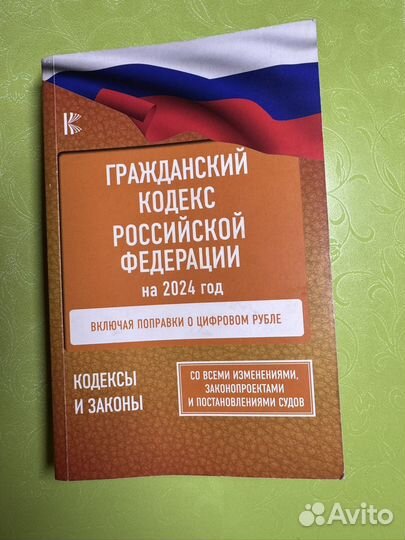 К
ГРАЖДАНСКИЙ
КОДЕКС
РОССИЙСКОЙ
ФЕДЕРАЦИИ
на 2024 год
ВКЛЮЧАЯ ПОПРАВКИ О ЦИФРОВОМ РУБЛЕ
КОДЕКСЫ
И ЗАКОНЫ
СО ВСЕМИ ИЗМЕНЕНИЯМИ,
ЗАКОНОПРОЕКТАМИ
И ПОСТАНОВЛЕНИЯМИ СУДОВ
Avito